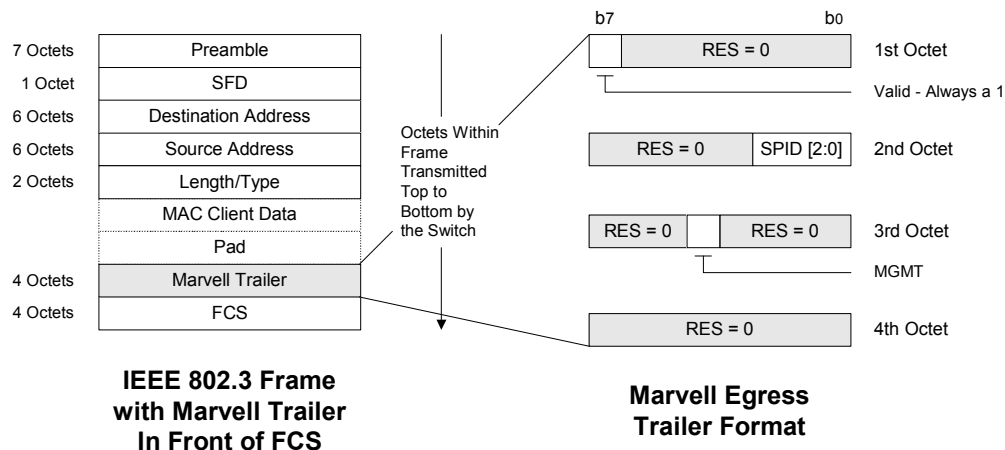 7 Octets
Preamble
1 Octet
SFD
6 Octets
Destination Address
6 Octets
Source Address
2 Octets
Length/Type
MAC Client Data
Pad
4 Octets
Marvell Trailer
4 Octets
FCS
IEEE 802.3 Frame
with Marvell Trailer
In Front of FCS
Octets Within
Frame
Transmitted
Top to
Bottom by
the Switch
b7
b0
RES = 0
1st Octet
Valid - Always a 1
RES = 0
SPID [2:0]
2nd Octet
RES = 0
RES = 0
3rd Octet
MGMT
RES = 0
4th Octet
Marvell Egress
Trailer Format